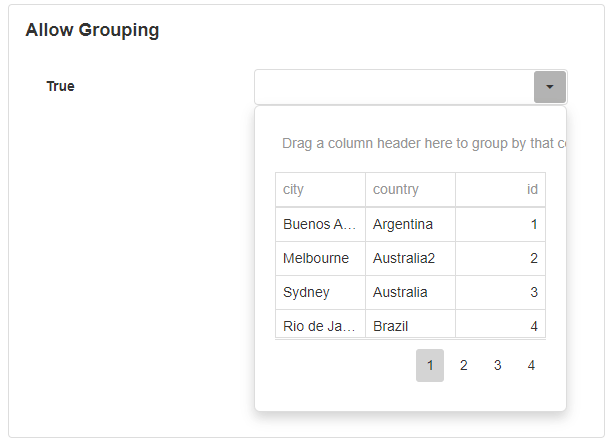 Allow Grouping
True
Drag a column header here to group by that c
city country id
Buenos A... Argentina 1
Melbourne Australia2 2
Sydney Australia 3
Rio de Ja... Brazil 4
1 2 3 4